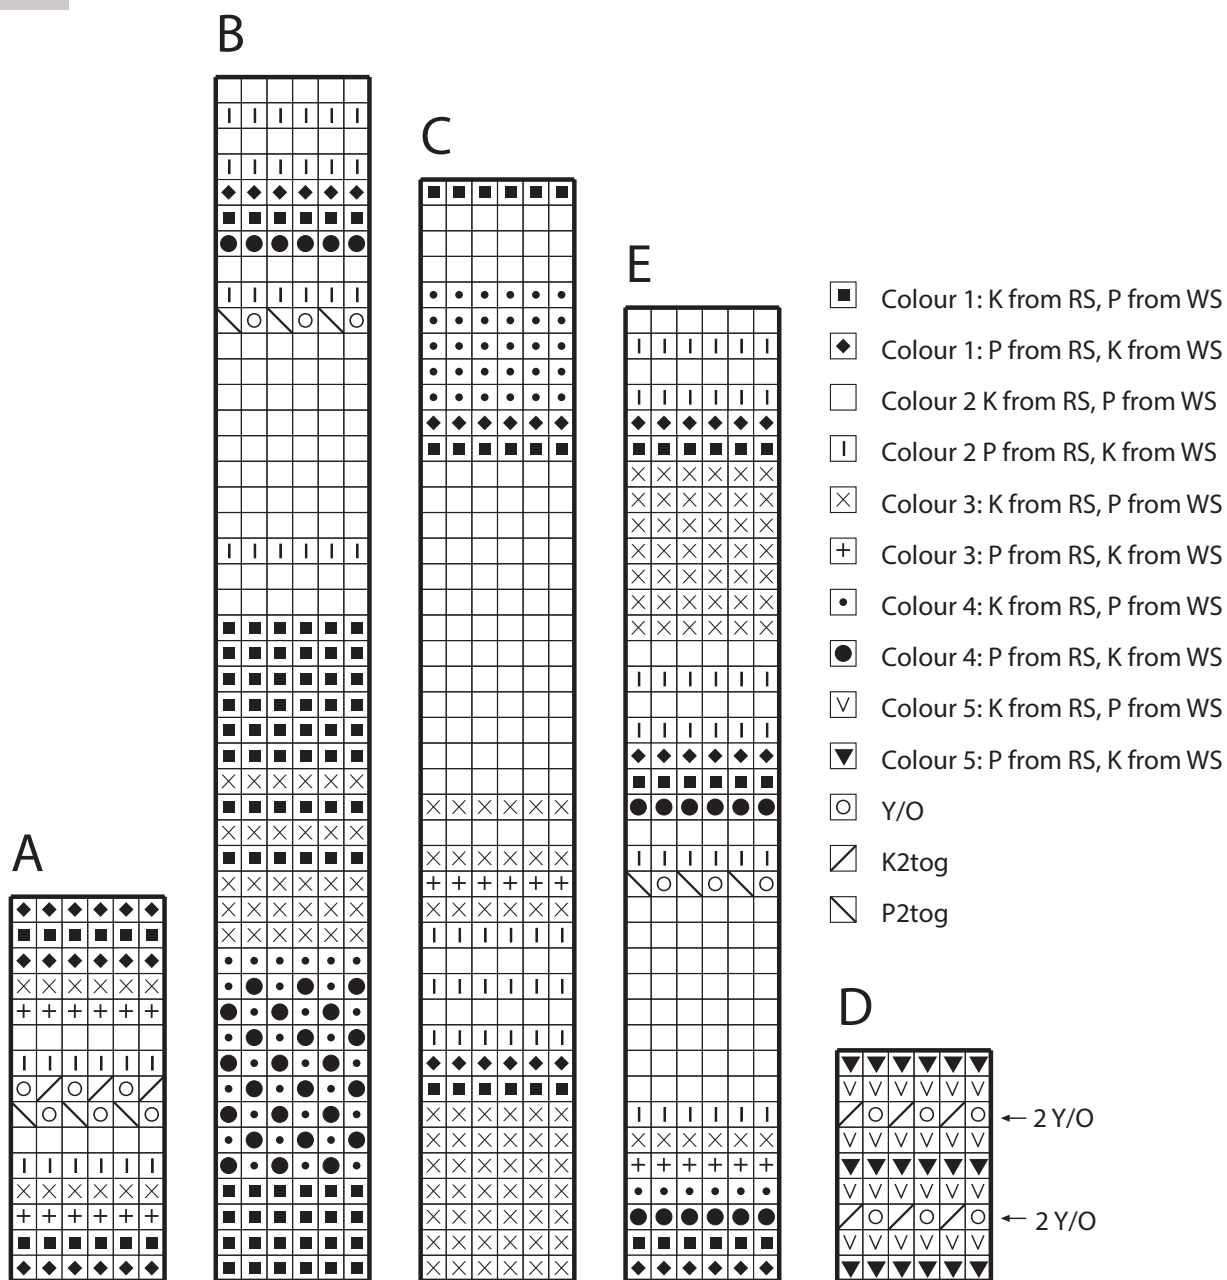 B
C
E
A
D
Colour 1: K from RS, P from WS
Colour 1: P from RS, K from WS
Colour 2 K from RS, P from WS
Colour 2 P from RS, K from WS
Colour 3: K from RS, P from WS
Colour 3: P from RS, K from WS
Colour 4: K from RS, P from WS
Colour 4: P from RS, K from WS
Colour 5: K from RS, P from WS
Colour 5: P from RS, K from WS
Y/O
K2tog
P2tog
2 Y/O
2 Y/O